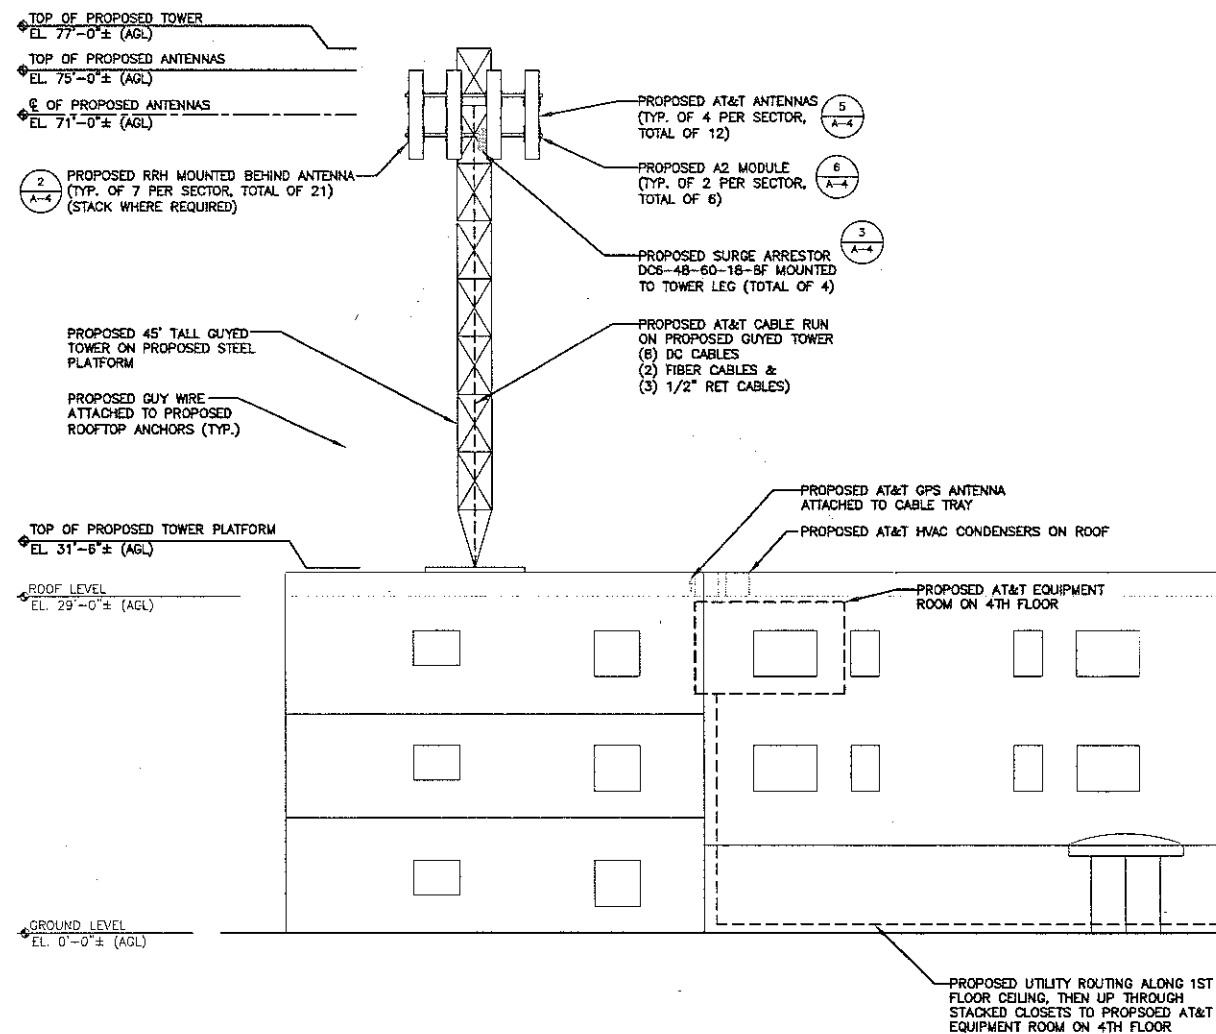 TOP OF PROPOSED TOWER
EL. 77'-0"± (AGL)
TOP OF PROPOSED ANTENNAS
EL. 75'-0"± (AGL)
℄ OF PROPOSED ANTENNAS
EL. 71'-0"± (AGL)
2
A-4
PROPOSED RRH MOUNTED BEHIND ANTENNA
(TYP. OF 7 PER SECTOR, TOTAL OF 21)
(STACK WHERE REQUIRED)
PROPOSED AT&T ANTENNAS
(TYP. OF 4 PER SECTOR,
TOTAL OF 12)
5
A-4
PROPOSED A2 MODULE
(TYP. OF 2 PER SECTOR,
TOTAL OF 6)
6
A-4
PROPOSED SURGE ARRESTOR
DC6-48-60-18-8F MOUNTED
TO TOWER LEG (TOTAL OF 4)
3
A-4
PROPOSED 45' TALL GUYED
TOWER ON PROPOSED STEEL
PLATFORM
PROPOSED GUY WIRE
ATTACHED TO PROPOSED
ROOFTOP ANCHORS (TYP.)
PROPOSED AT&T CABLE RUN
ON PROPOSED GUYED TOWER
(6) DC CABLES
(2) FIBER CABLES &
(3) 1/2" RET CABLES)
PROPOSED AT&T GPS ANTENNA
ATTACHED TO CABLE TRAY
PROPOSED AT&T HVAC CONDENSERS ON ROOF
TOP OF PROPOSED TOWER PLATFORM
EL. 31'-6"± (AGL)
ROOF LEVEL
EL. 29'-0"± (AGL)
PROPOSED AT&T EQUIPMENT
ROOM ON 4TH FLOOR
GROUND LEVEL
EL. 0'-0"± (AGL)
PROPOSED UTILITY ROUTING ALONG 1ST
FLOOR CEILING, THEN UP THROUGH
STACKED CLOSETS TO PROPSOED AT&T
EQUIPMENT ROOM ON 4TH FLOOR